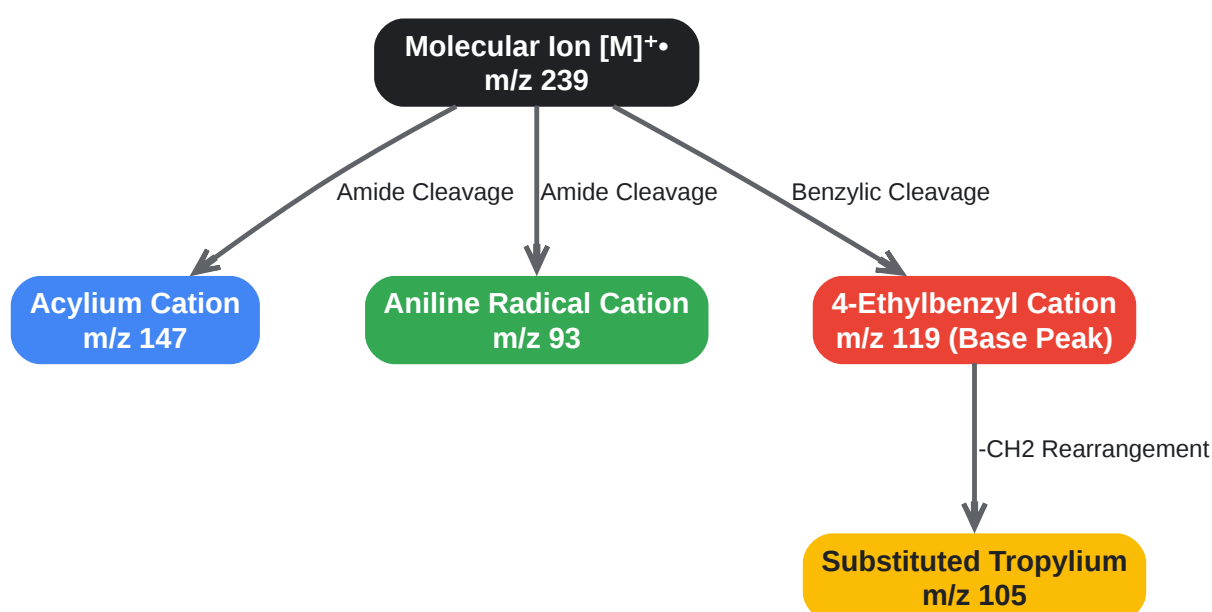 Molecular Ion [M]⁺•
m/z 239
Amide Cleavage
Amide Cleavage
Benzylic Cleavage
Acylium Cation
m/z 147
Aniline Radical Cation
m/z 93
4-Ethylbenzyl Cation
m/z 119 (Base Peak)
-CH2 Rearrangement
Substituted Tropylium
m/z 105